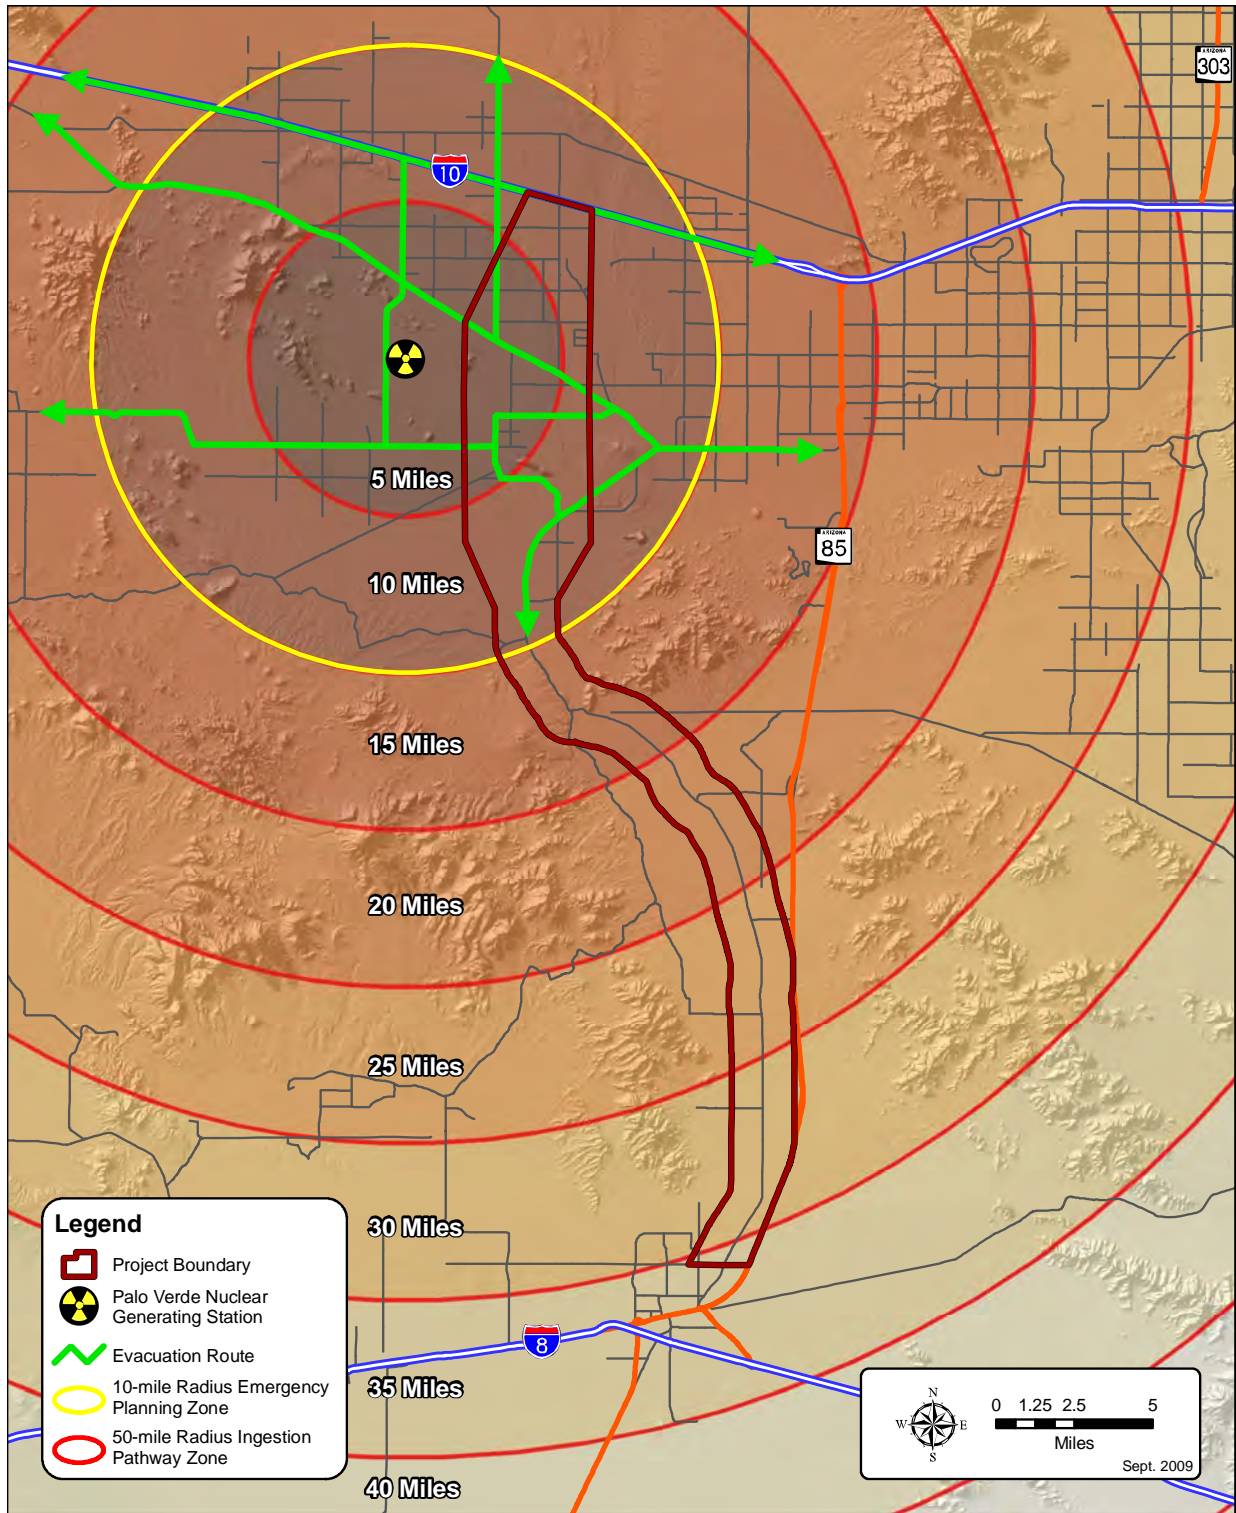 ARIZONA
303
10
5 Miles
ARIZONA
85
10 Miles
15 Miles
20 Miles
25 Miles
30 Miles
8
35 Miles
40 Miles
Legend
Project Boundary
Palo Verde Nuclear
Generating Station
Evacuation Route
10-mile Radius Emergency
Planning Zone
50-mile Radius Ingestion
Pathway Zone
N
W E
S
0 1.25 2.5 5
Miles
Sept. 2009